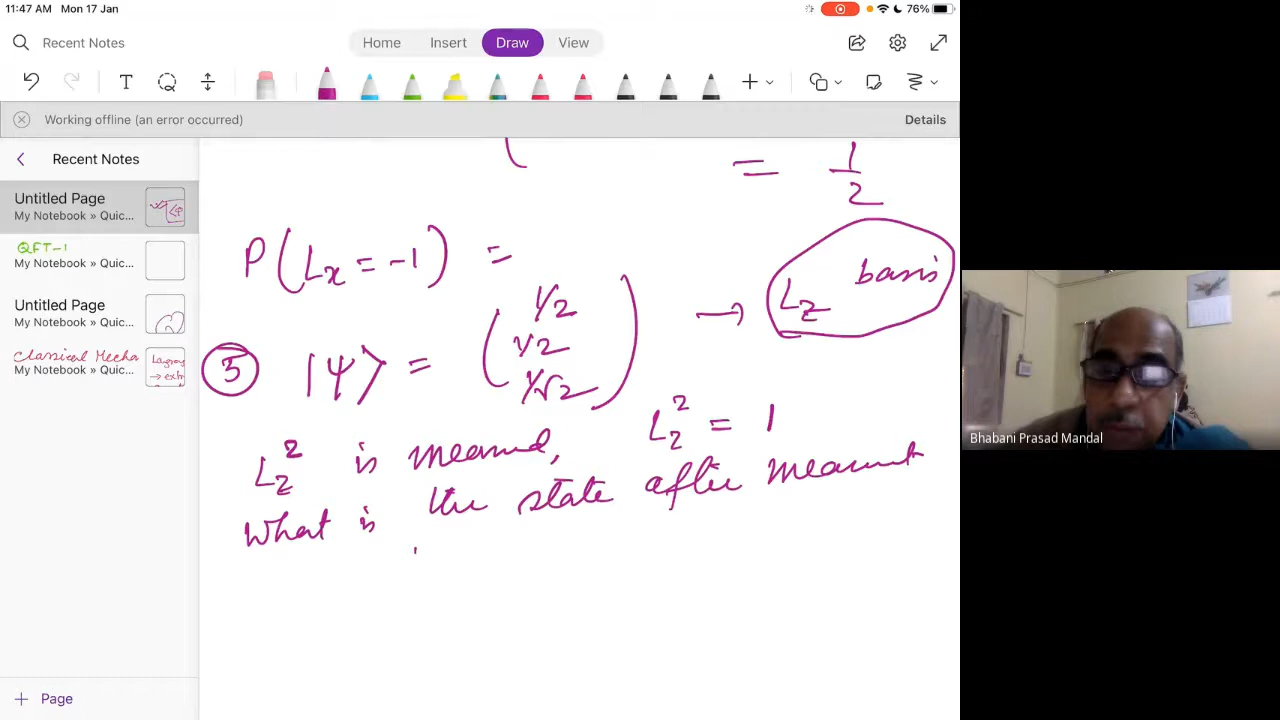 11:47 AM Mon 17 Jan
76%
Recent Notes
Home Insert Draw View
Working offline (an error occurred)
Details
Recent Notes
Untitled Page
My Notebook » Quic...
QFT-1
My Notebook » Quic...
Untitled Page
My Notebook » Quic...
Classical Mecha
My Notebook » Quic...
Page
= 1/2
P(Lx = -1) =
⑤ |ψ⟩ = (1/2 1/2 1/√2) → Lz basis
Lz² is measured, Lz² = 1
What is the state after measurement
Bhabani Prasad Mandal